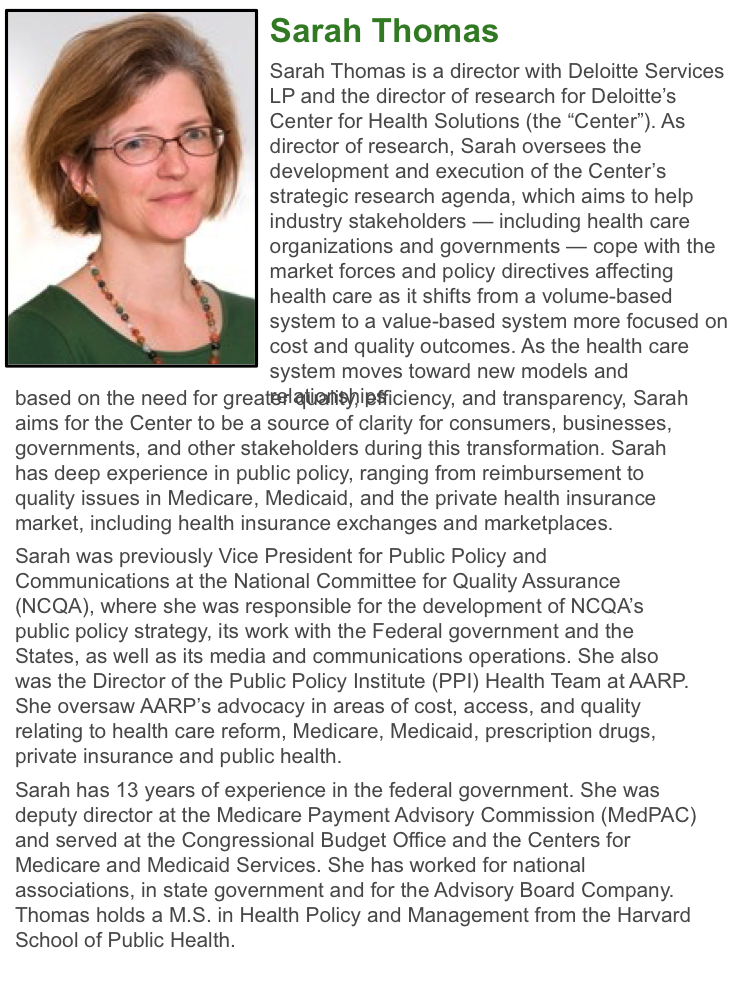 Sarah Thomas
Sarah Thomas is a director with Deloitte Services
LP and the director of research for Deloitte’s
Center for Health Solutions (the “Center”). As
director of research, Sarah oversees the
development and execution of the Center’s
strategic research agenda, which aims to help
industry stakeholders — including health care
organizations and governments — cope with the
market forces and policy directives affecting
health care as it shifts from a volume-based
system to a value-based system more focused on
cost and quality outcomes. As the health care
system moves toward new models and
relationships
based on the need for greater quality, efficiency, and transparency, Sarah
aims for the Center to be a source of clarity for consumers, businesses,
governments, and other stakeholders during this transformation. Sarah
has deep experience in public policy, ranging from reimbursement to
quality issues in Medicare, Medicaid, and the private health insurance
market, including health insurance exchanges and marketplaces.
Sarah was previously Vice President for Public Policy and
Communications at the National Committee for Quality Assurance
(NCQA), where she was responsible for the development of NCQA’s
public policy strategy, its work with the Federal government and the
States, as well as its media and communications operations. She also
was the Director of the Public Policy Institute (PPI) Health Team at AARP.
She oversaw AARP’s advocacy in areas of cost, access, and quality
relating to health care reform, Medicare, Medicaid, prescription drugs,
private insurance and public health.
Sarah has 13 years of experience in the federal government. She was
deputy director at the Medicare Payment Advisory Commission (MedPAC)
and served at the Congressional Budget Office and the Centers for
Medicare and Medicaid Services. She has worked for national
associations, in state government and for the Advisory Board Company.
Thomas holds a M.S. in Health Policy and Management from the Harvard
School of Public Health.